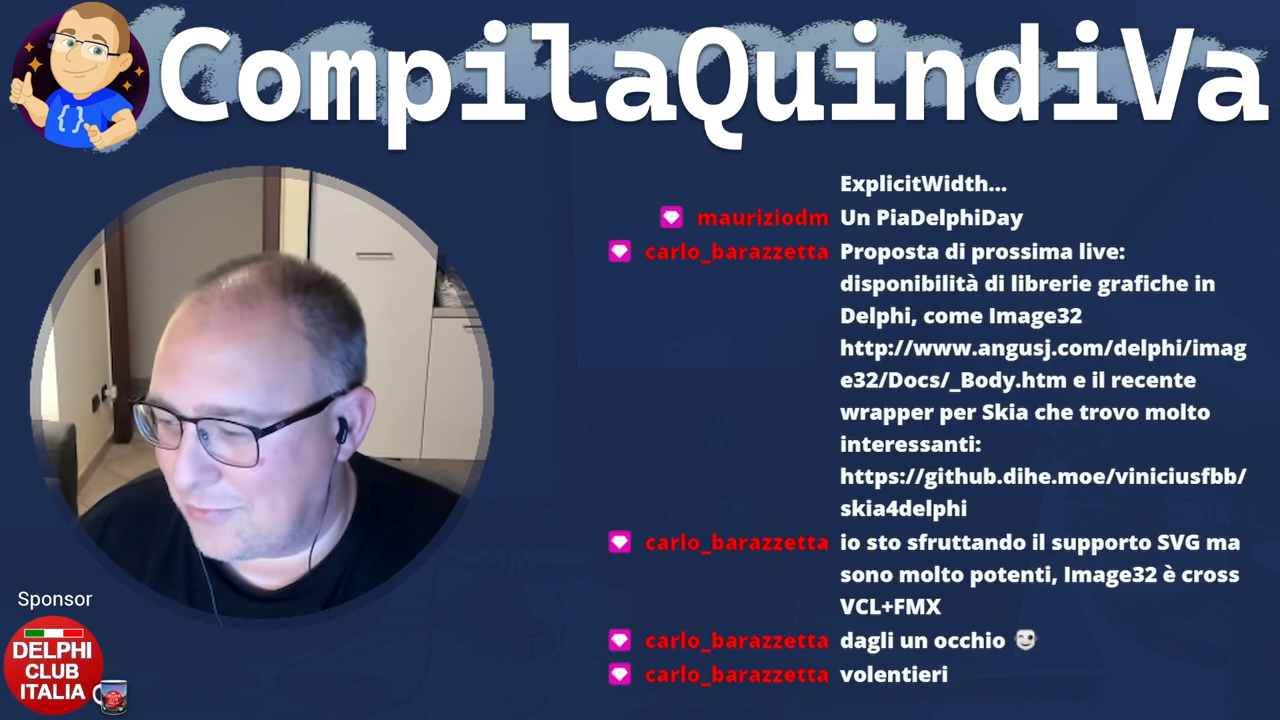 CompilaQuindiVa
{}
ExplicitWidth...
mauriziodm Un PiaDelphiDay
carlo_barazzetta Proposta di prossima live:
disponibilità di librerie grafiche in
Delphi, come Image32
http://www.angusj.com/delphi/imag
e32/Docs/_Body.htm e il recente
wrapper per Skia che trovo molto
interessanti:
https://github.dihe.moe/viniciusfbb/
skia4delphi
carlo_barazzetta io sto sfruttando il supporto SVG ma
sono molto potenti, Image32 è cross
VCL+FMX
carlo_barazzetta dagli un occhio
carlo_barazzetta volentieri
Sponsor
DELPHI
CLUB
ITALIA